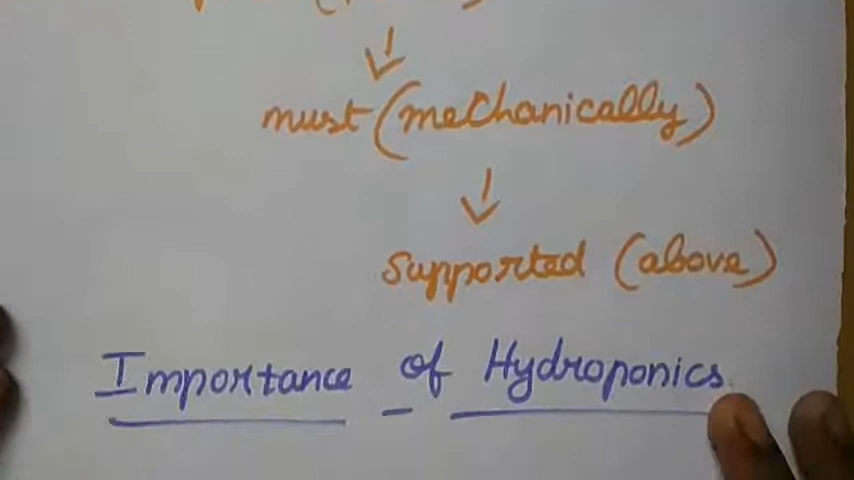 must (mechanically)
supported (above)
Importance of Hydroponics